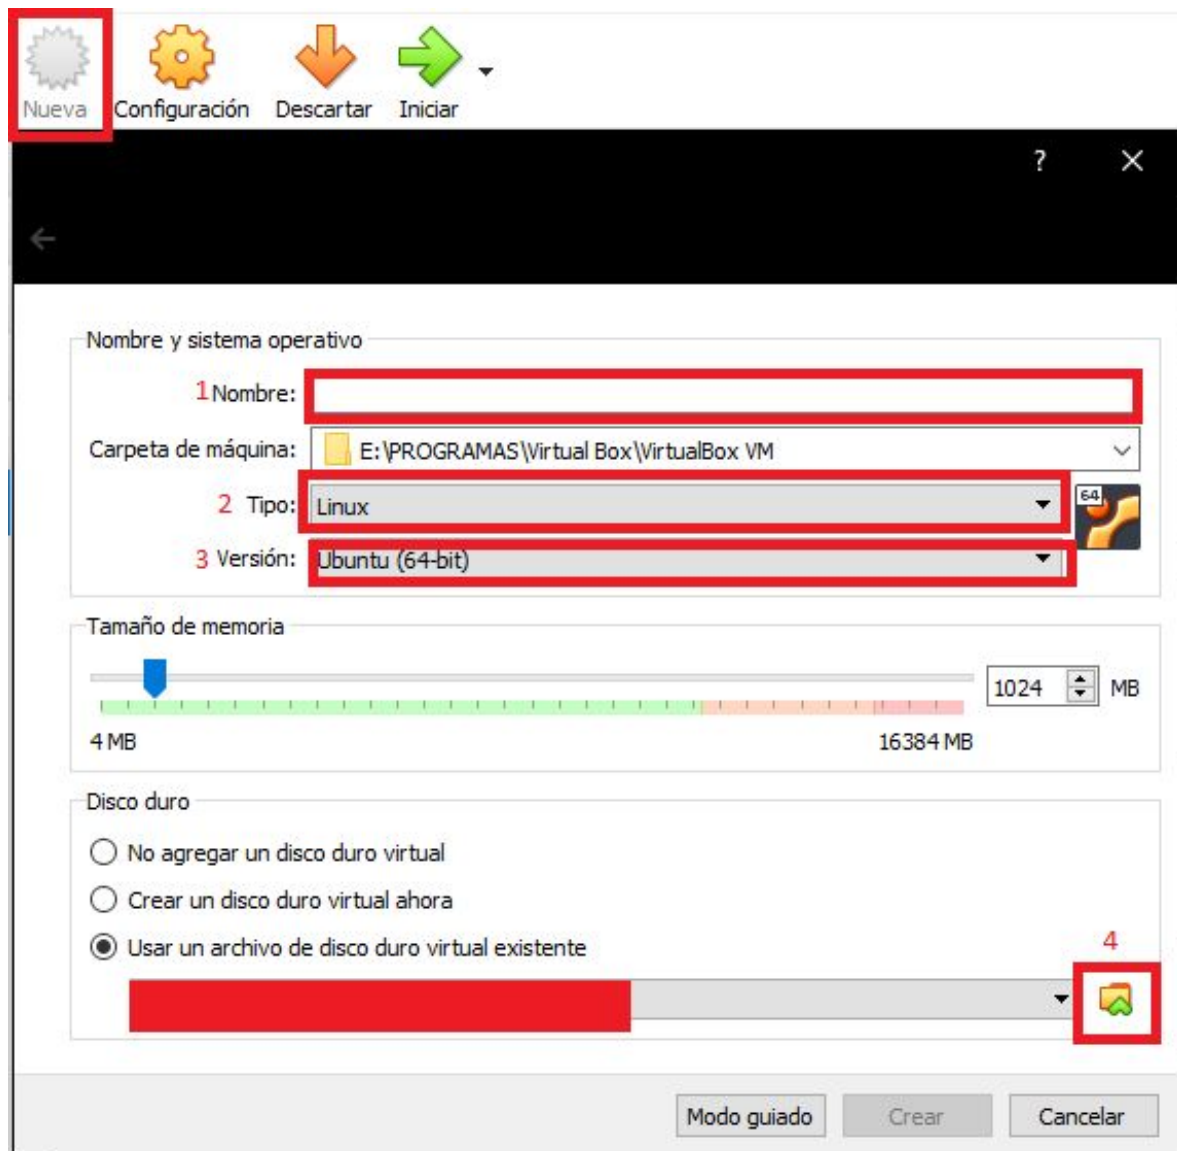 Nueva Configuración Descartar Iniciar
?
Nombre y sistema operativo
1 Nombre:
Carpeta de máquina: E:\PROGRAMAS\Virtual Box\VirtualBox VM
2 Tipo: Linux 64
3 Versión: Ubuntu (64-bit)
Tamaño de memoria
1024 MB
4 MB 16384 MB
Disco duro
No agregar un disco duro virtual
Crear un disco duro virtual ahora
Usar un archivo de disco duro virtual existente
4
Modo guiado Crear Cancelar